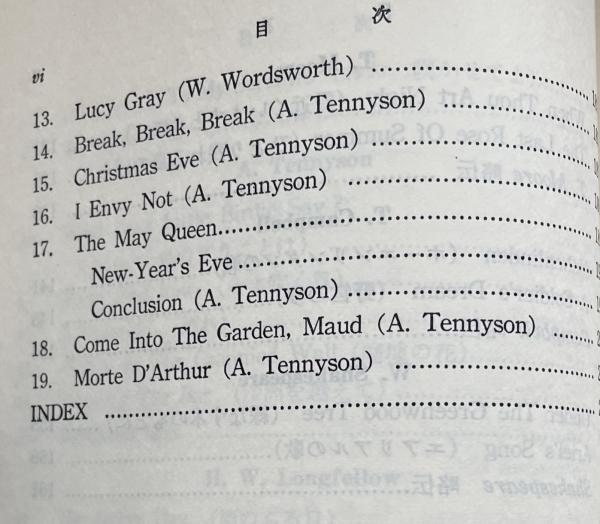 目 次
vi
13. Lucy Gray (W. Wordsworth)
14. Break, Break, Break (A. Tennyson)
15. Christmas Eve (A. Tennyson)
16. I Envy Not (A. Tennyson)
17. The May Queen
New-Year's Eve
Conclusion (A. Tennyson)
18. Come Into The Garden, Maud (A. Tennyson)
19. Morte D'Arthur (A. Tennyson)
INDEX